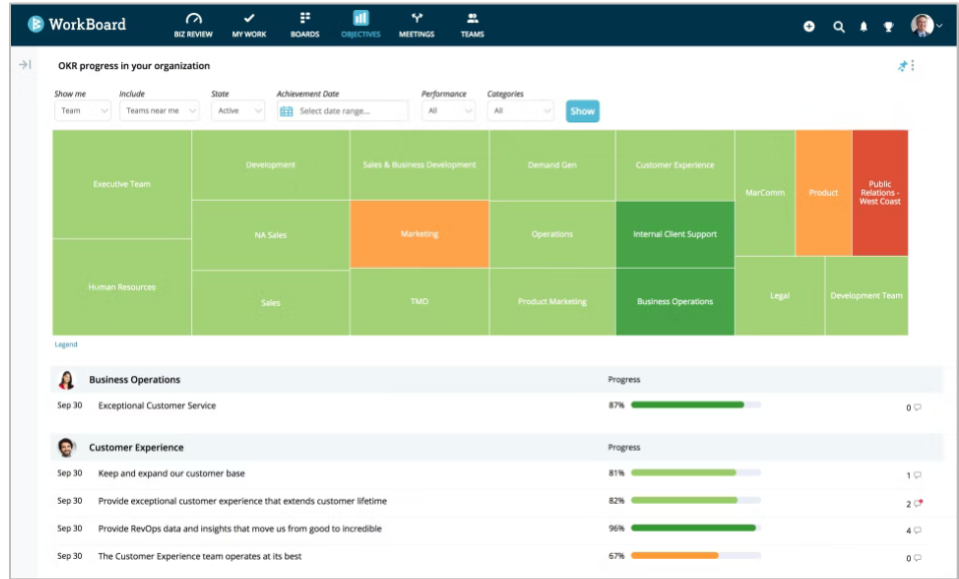 WorkBoard
BIZ REVIEW MY WORK BOARDS OBJECTIVES MEETINGS TEAMS
OKR progress in your organization
Show me Include State Achievement Date Performance Categories
Team Teams near me Active Select date range... All All Show
Executive Team
Development
Sales & Business Development
Demand Gen
Customer Experience
MarComm
Product
Public
Relations -
West Coast
NA Sales
Marketing
Operations
Internal Client Support
Human Resources
Sales
TMO
Product Marketing
Business Operations
Legal
Development Team
Legend
Business Operations Progress
Sep 30 Exceptional Customer Service 87% 0
Customer Experience Progress
Sep 30 Keep and expand our customer base 81% 1
Sep 30 Provide exceptional customer experience that extends customer lifetime 82% 2
Sep 30 Provide RevOps data and insights that move us from good to incredible 96% 4
Sep 30 The Customer Experience team operates at its best 67% 0